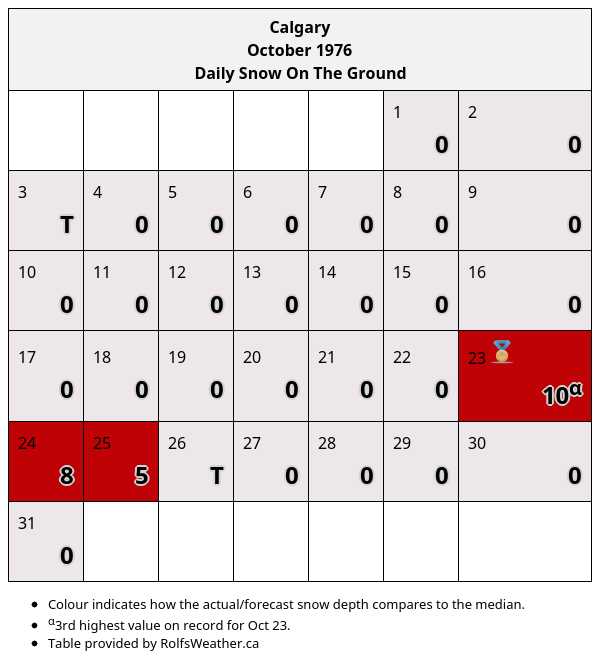 Calgary
October 1976
Daily Snow On The Ground
1 2
0 0
3 4 5 6 7 8 9
T 0 0 0 0 0 0
10 11 12 13 14 15 16
0 0 0 0 0 0 0
17 18 19 20 21 22 23
0 0 0 0 0 0 10α
24 25 26 27 28 29 30
8 5 T 0 0 0 0
31
0
• Colour indicates how the actual/forecast snow depth compares to the median.
• α3rd highest value on record for Oct 23.
• Table provided by RolfsWeather.ca